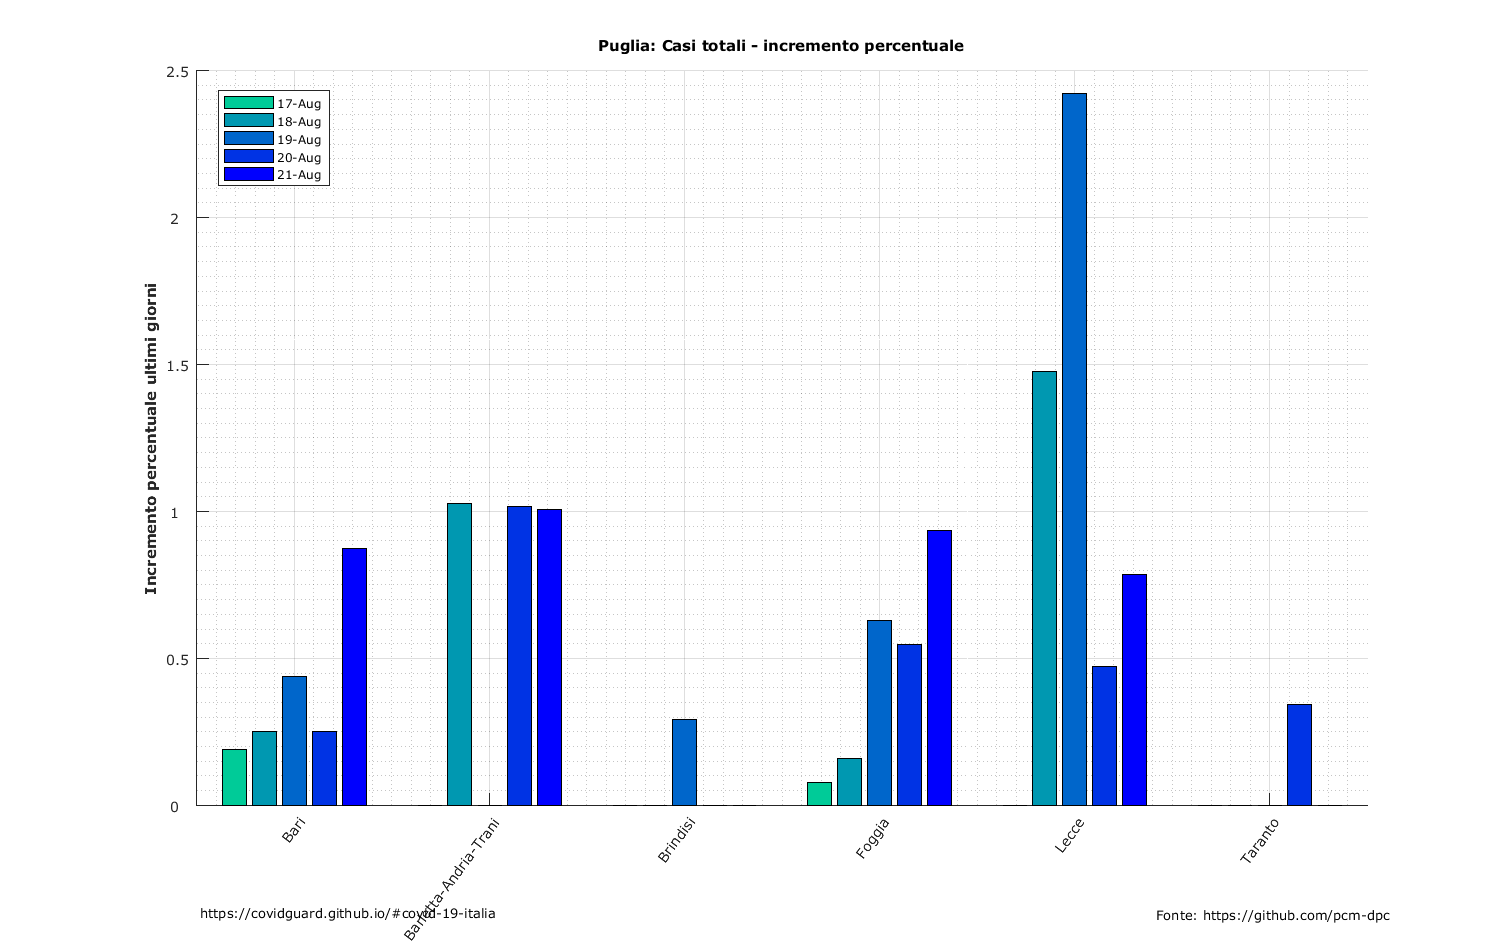 Puglia: Casi totali - incremento percentuale
2.5
2
1.5
1
0.5
0
Incremento percentuale ultimi giorni
17-Aug
18-Aug
19-Aug
20-Aug
21-Aug
Bari
Barletta-Andria-Trani
Brindisi
Foggia
Lecce
Taranto
https://covidguard.github.io/#covid-19-italia
Fonte: https://github.com/pcm-dpc